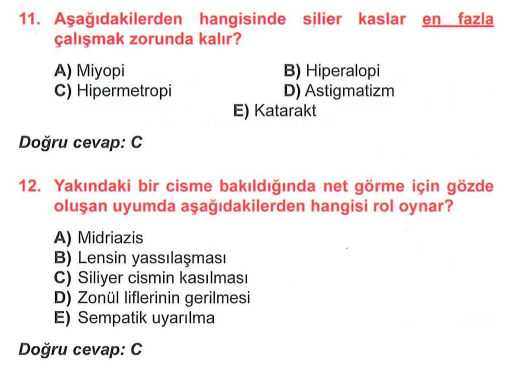 11. Aşağıdakilerden hangisinde silier kaslar en fazla
çalışmak zorunda kalır?
A) Miyopi B) Hiperalopi
C) Hipermetropi D) Astigmatizm
E) Katarakt
Doğru cevap: C
12. Yakındaki bir cisme bakıldığında net görme için gözde
oluşan uyumda aşağıdakilerden hangisi rol oynar?
A) Midriazis
B) Lensin yassılaşması
C) Siliyer cismin kasılması
D) Zonül liflerinin gerilmesi
E) Sempatik uyarılma
Doğru cevap: C